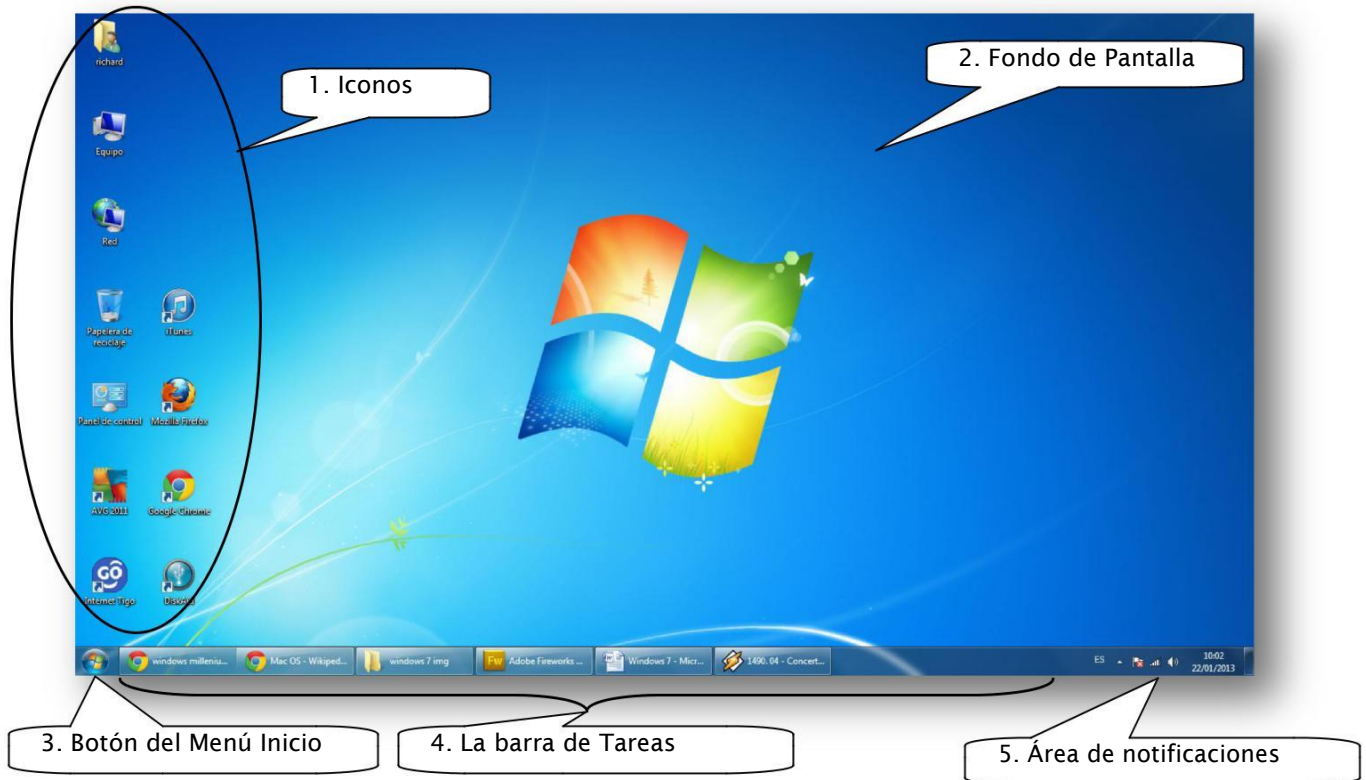 richard
1. Iconos
2. Fondo de Pantalla
Equipo
Red
Papelera de
reciclaje
iTunes
Panel de control
Mozilla Firefox
AVG 2011
Google Chrome
GO
Internet Tigo
windows milleniu...
Mac OS - Wikiped...
windows 7 img
Fw
Adobe Fireworks ...
Windows 7 - Micr...
1490. 04 - Concert...
ES
10:02
22/01/2013
3. Botón del Menú Inicio
4. La barra de Tareas
5. Área de notificaciones